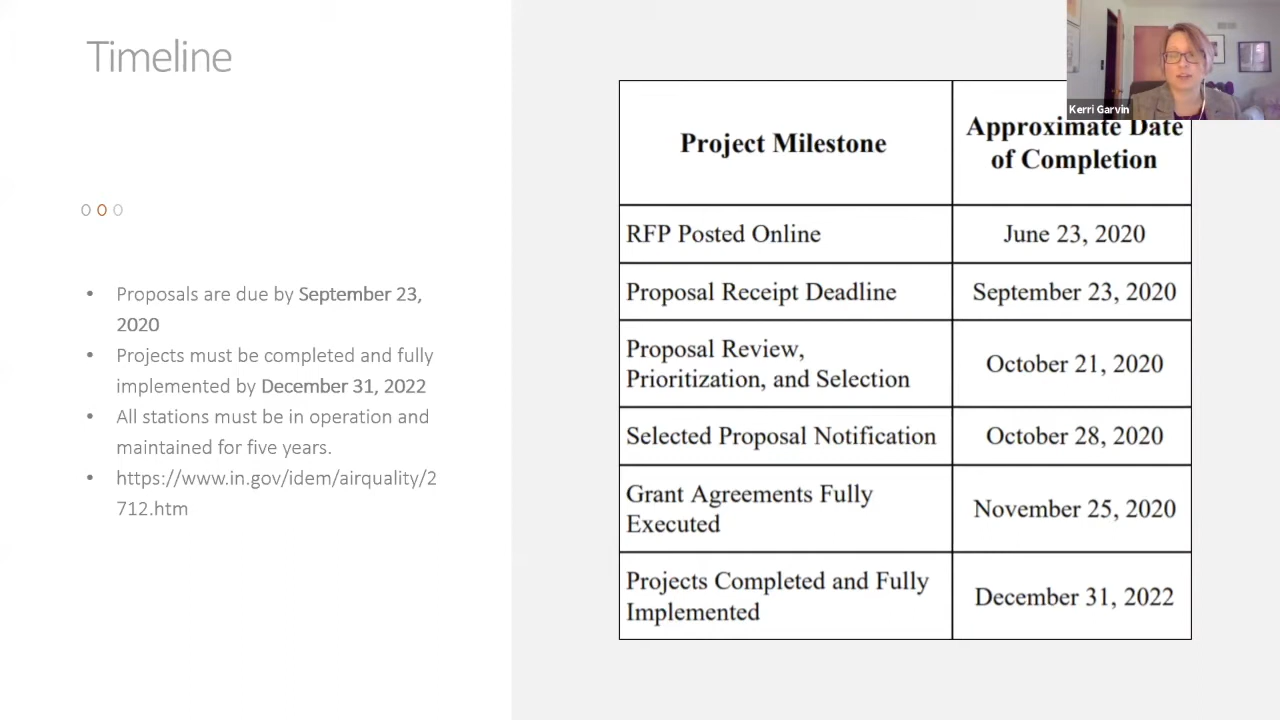 Timeline
Proposals are due by September 23,
2020
Projects must be completed and fully
implemented by December 31, 2022
All stations must be in operation and
maintained for five years.
https://www.in.gov/idem/airquality/2
712.htm
Kerri Garvin
Project Milestone
Approximate Date
of Completion
RFP Posted Online
June 23, 2020
Proposal Receipt Deadline
September 23, 2020
Proposal Review,
Prioritization, and Selection
October 21, 2020
Selected Proposal Notification
October 28, 2020
Grant Agreements Fully
Executed
November 25, 2020
Projects Completed and Fully
Implemented
December 31, 2022